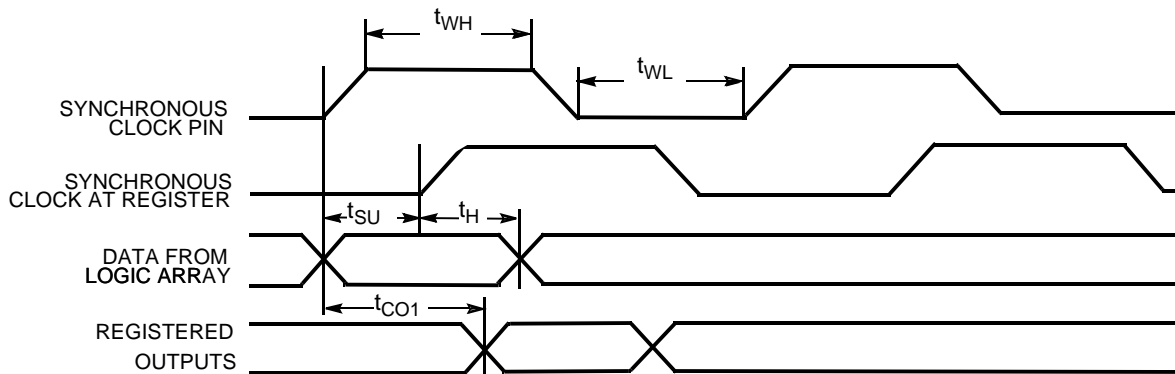 tWH
tWL
SYNCHRONOUS
CLOCK PIN
SYNCHRONOUS
CLOCK AT REGISTER
tSU
tH
DATA FROM
LOGIC ARRAY
tCO1
REGISTERED
OUTPUTS